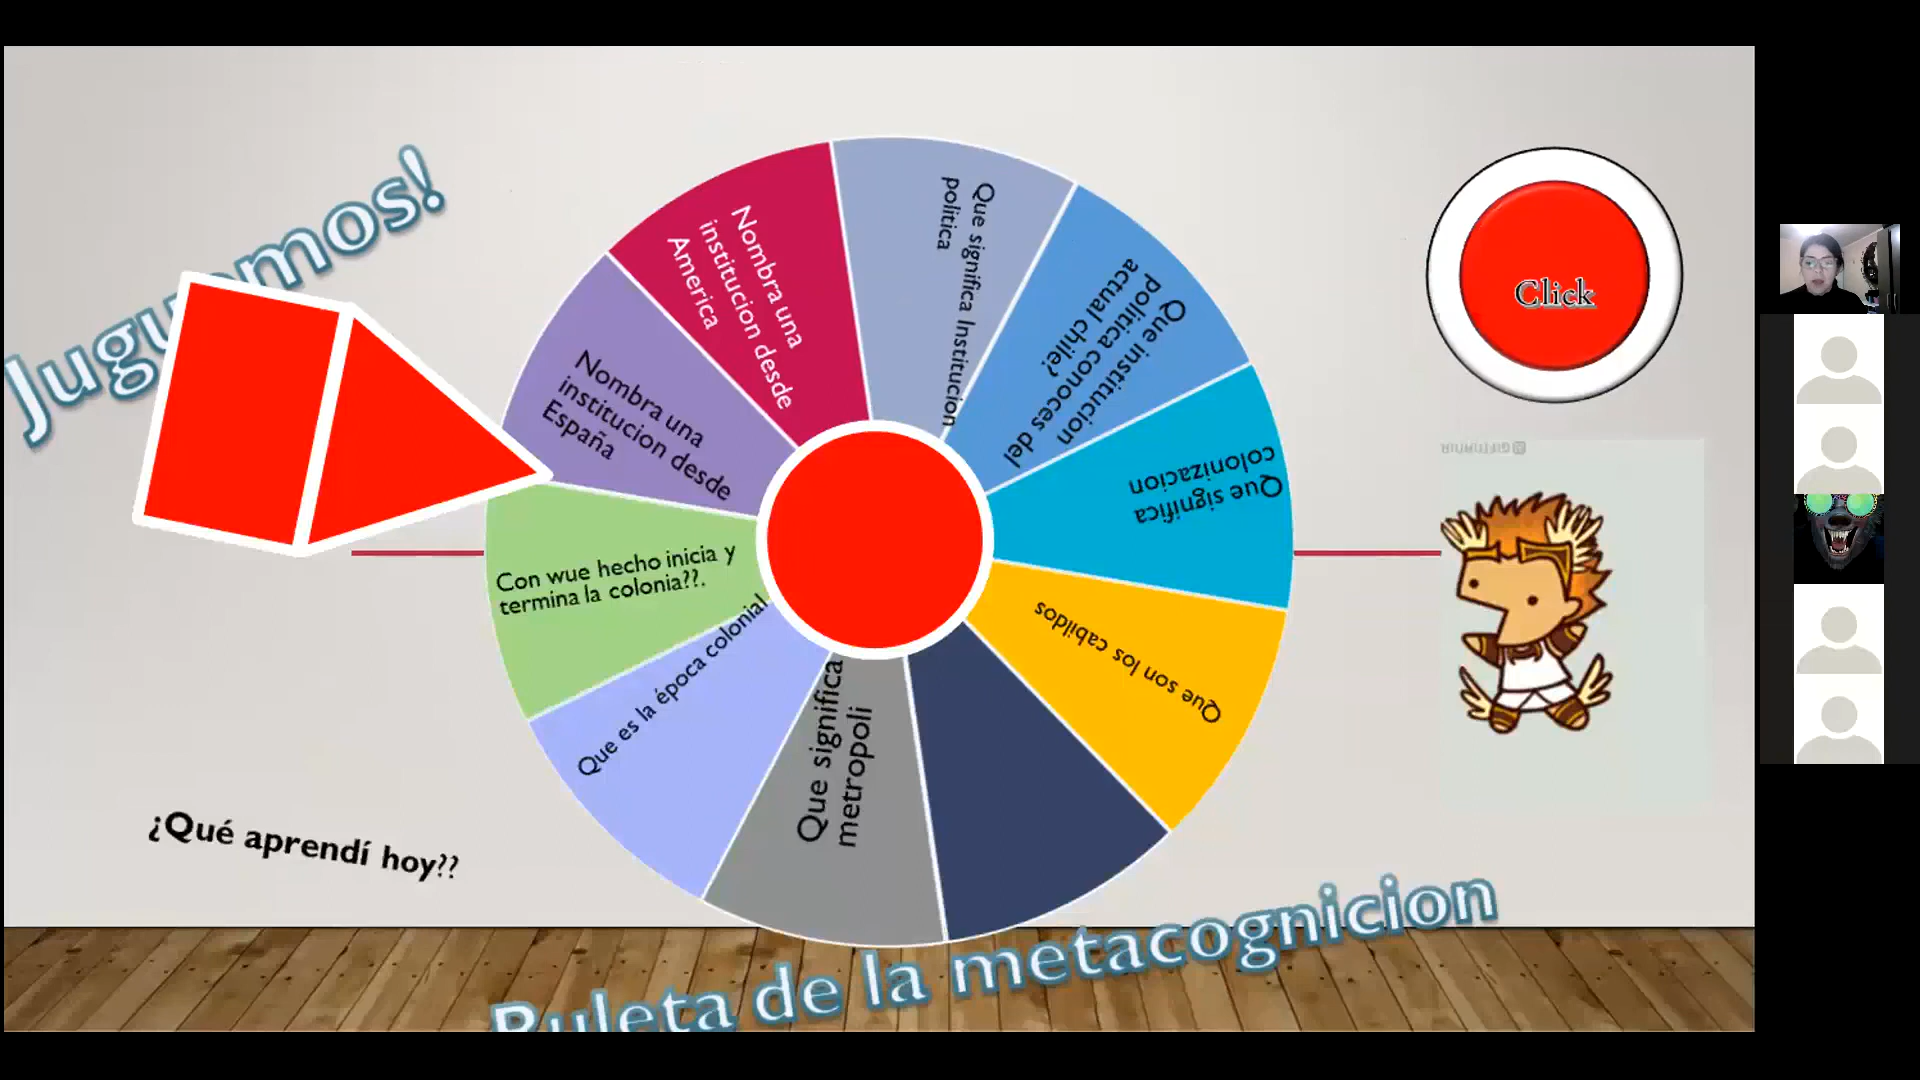 Juguemos!
Nombra una
institucion desde
America
Que significa Institucion
politica
Que institucion
politica conoces del
actual chile?
Que significa
colonizacion
Que son los cabildos
Que significa
metropoli
Que es la época colonial
Con wue hecho inicia y
termina la colonia??.
Nombra una
institucion desde
España
Click
¿Qué aprendí hoy??
Ruleta de la metacognicion